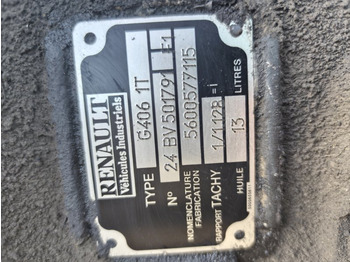 RENAULT
Véhicules Industriels
TYPE G406 1T
N° 24 BV 501791 E1
NOMENCLATURE FABRICATION 5600577115
RAPPORT TACHY 1/1128 = i
HUILE 13 LITRES